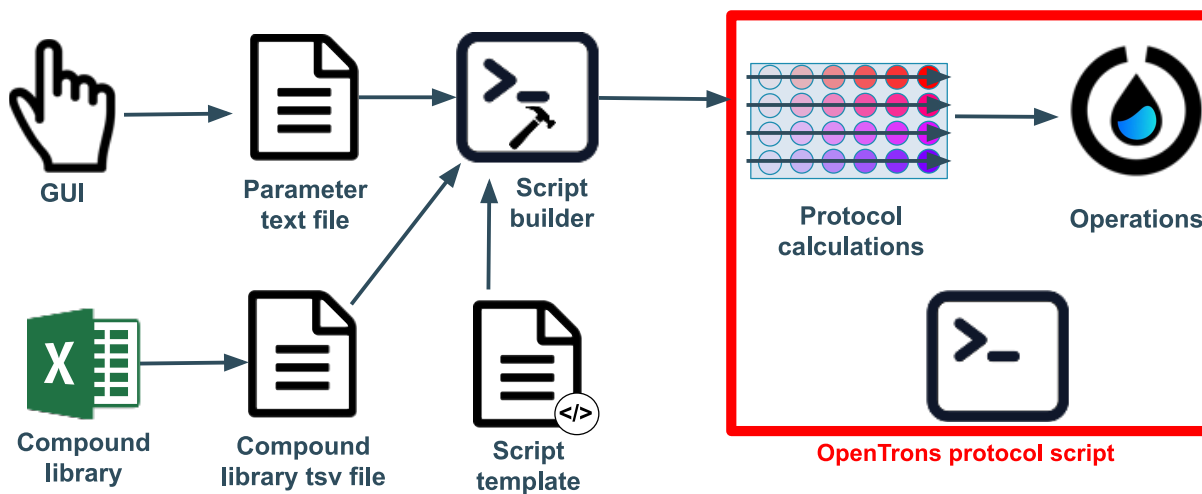 GUI
Parameter
text file
Script
builder
Protocol
calculations
Operations
X
Compound
library
Compound
library tsv file
</>
Script
template
OpenTrons protocol script